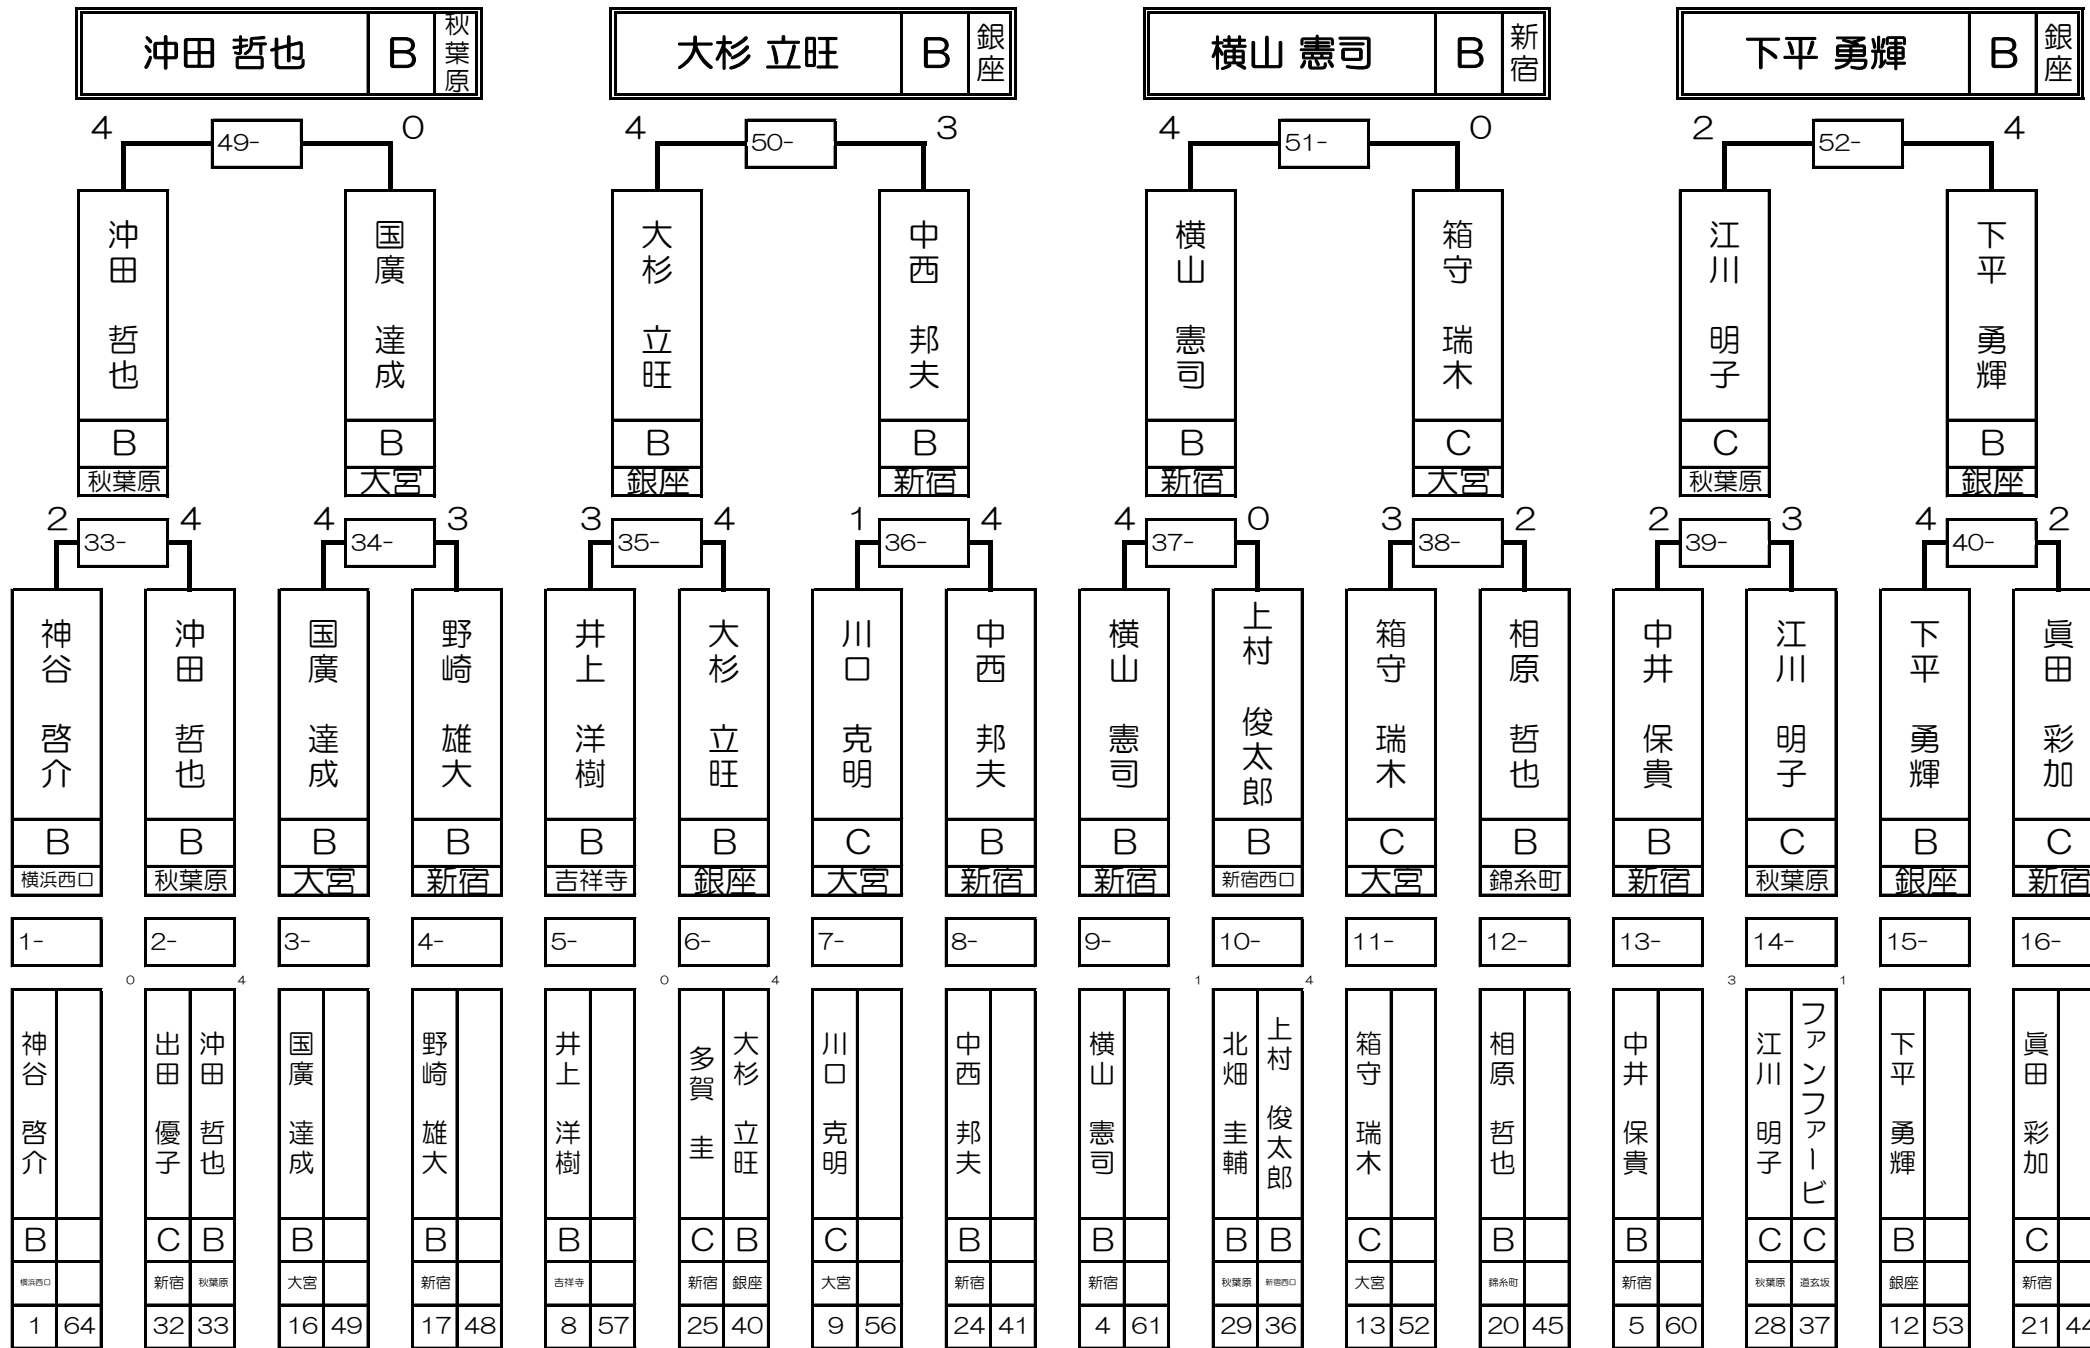 沖田 哲也 B 秋葉原 大杉 立旺 B 銀座 横山 憲司 B 新宿 下平 勇輝 B 銀座
4 49- 0 4 50- 3 4 51- 0 2 52- 4
沖田 哲也 国廣 達成 大杉 立旺 中西 邦夫 横山 憲司 箱守 瑞木 江川 明子 下平 勇輝
B B B B B C C B
秋葉原 大宮 銀座 新宿 新宿 大宮 秋葉原 銀座
2 33- 4 4 34- 3 3 35- 4 1 36- 4 4 37- 0 3 38- 2 2 39- 3 4 40- 2
神谷 啓介 沖田 哲也 国廣 達成 野崎 雄大 井上 洋樹 大杉 立旺 川口 克明 中西 邦夫 横山 憲司 上村 俊太郎 箱守 瑞木 相原 哲也 中井 保貴 江川 明子 下平 勇輝 眞田 彩加
B B B B B B C B B B C B B C B C
横浜西口 秋葉原 大宮 新宿 吉祥寺 銀座 大宮 新宿 新宿 新宿西口 大宮 錦糸町 新宿 秋葉原 銀座 新宿
1- 2- 3- 4- 5- 6- 7- 8- 9- 10- 11- 12- 13- 14- 15- 16-
0 4 0 4 1 4 3 1
神谷 啓介 出田 優子 沖田 哲也 国廣 達成 野崎 雄大 井上 洋樹 多賀 圭 大杉 立旺 川口 克明 中西 邦夫 横山 憲司 北畑 圭輔 上村 俊太郎 箱守 瑞木 相原 哲也 中井 保貴 江川 明子 ファンファービ 下平 勇輝 眞田 彩加
B C B B B B C B C B B B B C B B C C B C
横浜西口 新宿 秋葉原 大宮 新宿 吉祥寺 新宿 銀座 大宮 新宿 新宿 秋葉原 新宿西口 大宮 錦糸町 新宿 秋葉原 道玄坂 銀座 新宿
1 64 32 33 16 49 17 48 8 57 25 40 9 56 24 41 4 61 29 36 13 52 20 45 5 60 28 37 12 53 21 44